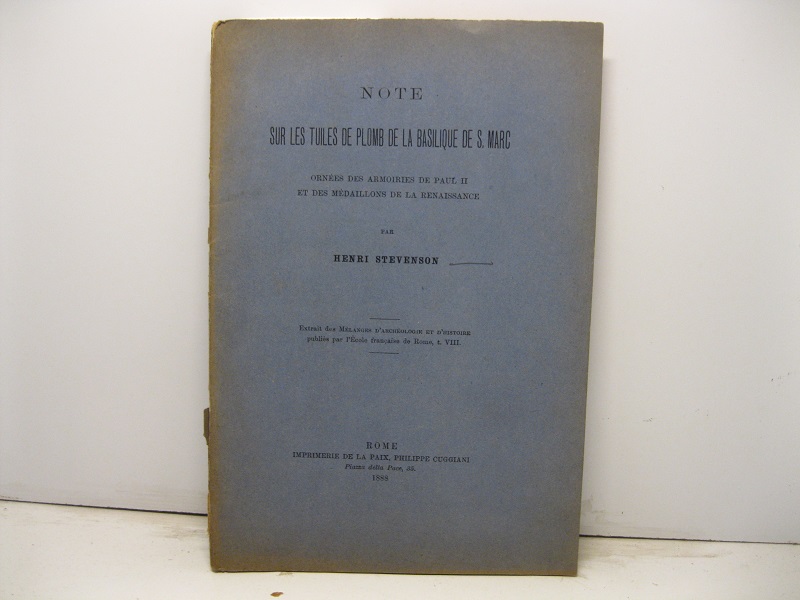 NOTE
SUR LES TUILES DE PLOMB DE LA BASILIQUE DE S. MARC
ORNÉES DES ARMOIRIES DE PAUL II
ET DES MÉDAILLONS DE LA RENAISSANCE
PAR
HENRI STEVENSON
Extrait des MÉLANGES D'ARCHÉOLOGIE ET D'HISTOIRE
publiés par l'École française de Rome, t. VIII.
ROME
IMPRIMERIE DE LA PAIX, PHILIPPE CUGGIANI
Piazza della Pace, 35.
1888